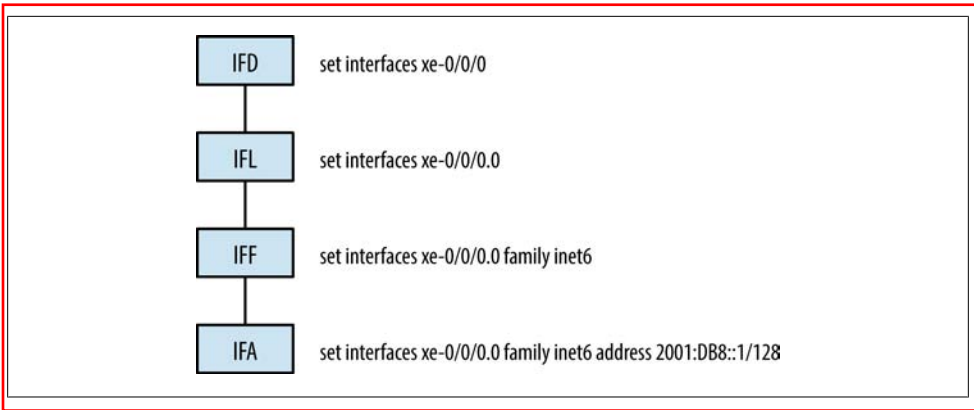 IFD set interfaces xe-0/0/0
IFL set interfaces xe-0/0/0.0
IFF set interfaces xe-0/0/0.0 family inet6
IFA set interfaces xe-0/0/0.0 family inet6 address 2001:DB8::1/128